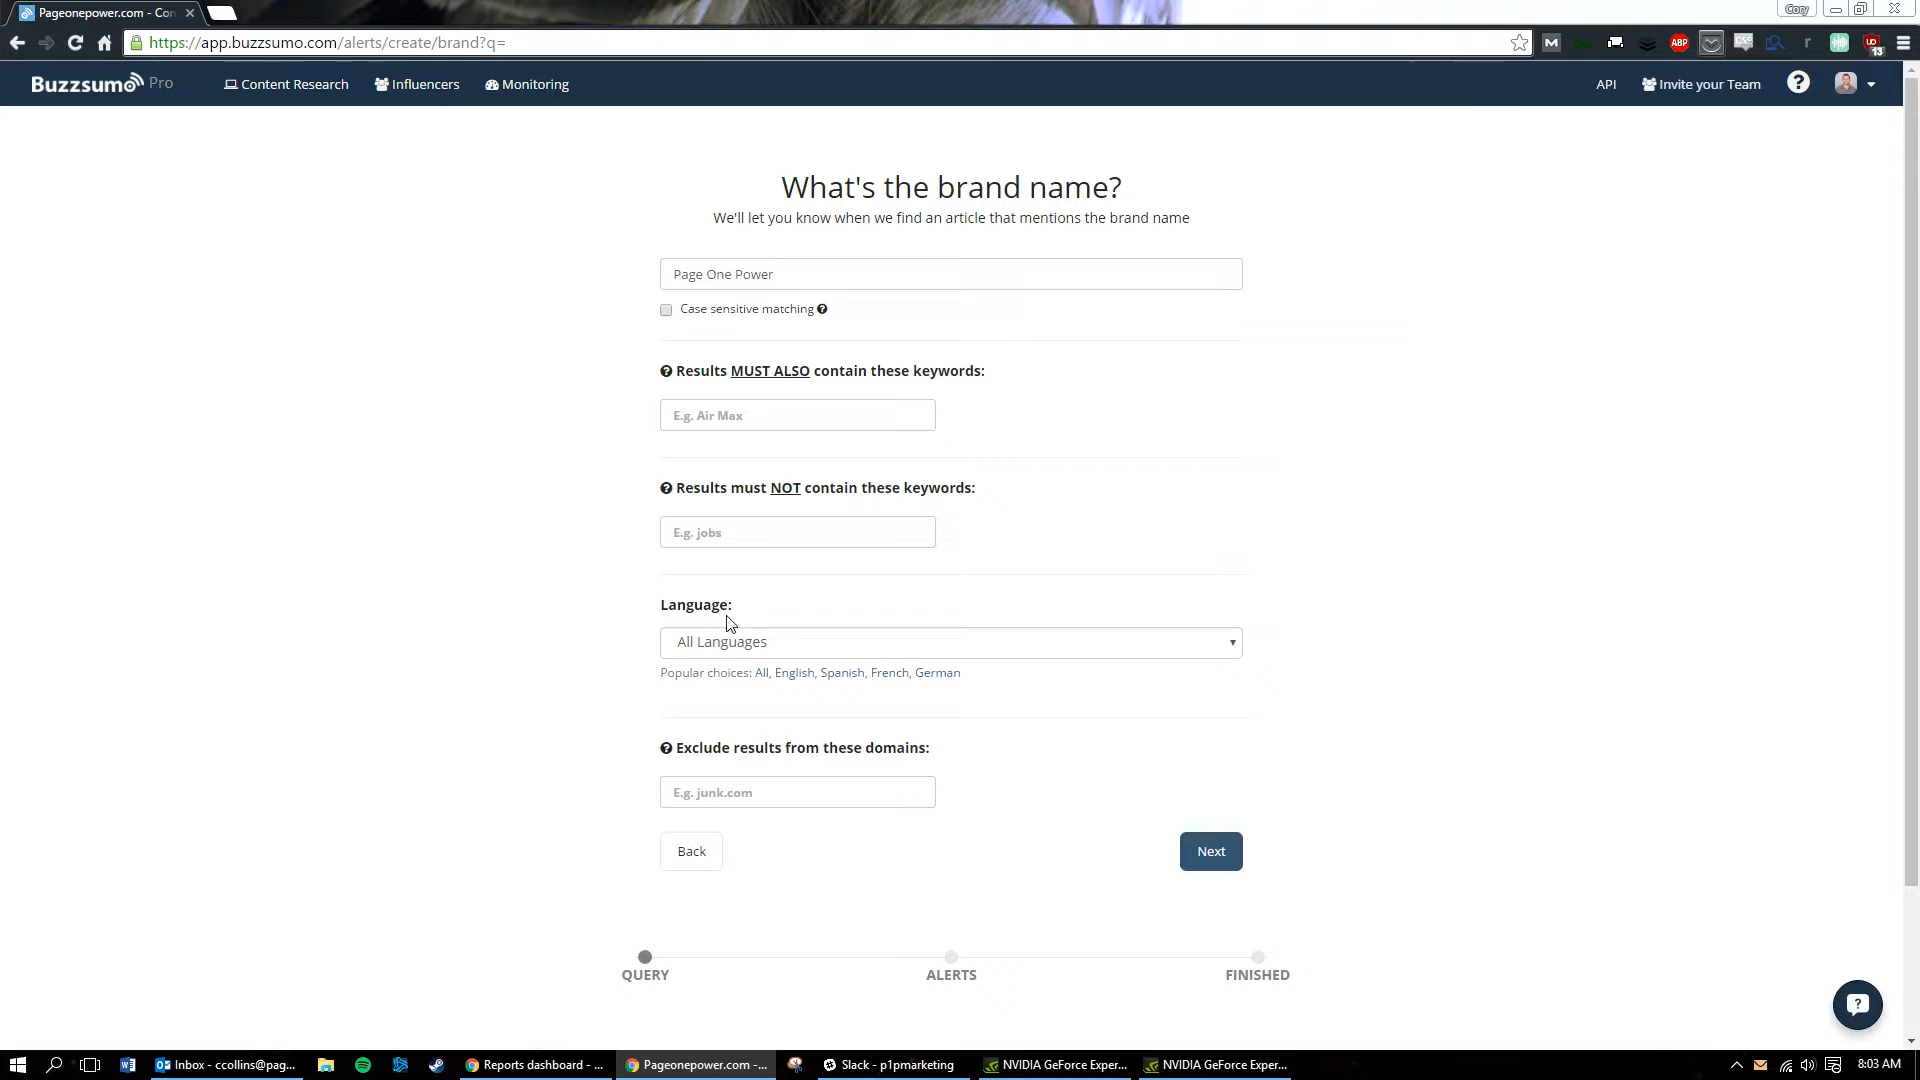 Pageonepower.com - Con
Cory
https://app.buzzsumo.com/alerts/create/brand?q=
M
ABP
CSS
r
13
Buzzsumo Pro
Content Research
Influencers
Monitoring
API
Invite your Team
?
What's the brand name?
We'll let you know when we find an article that mentions the brand name
Page One Power
Case sensitive matching ?
? Results MUST ALSO contain these keywords:
E.g. Air Max
? Results must NOT contain these keywords:
E.g. jobs
Language:
All Languages
Popular choices: All, English, Spanish, French, German
? Exclude results from these domains:
E.g. junk.com
Back
Next
QUERY
ALERTS
FINISHED
?
Inbox - ccollins@pag...
Reports dashboard - ...
Pageonepower.com -...
Slack - p1pmarketing
NVIDIA GeForce Exper...
NVIDIA GeForce Exper...
8:03 AM